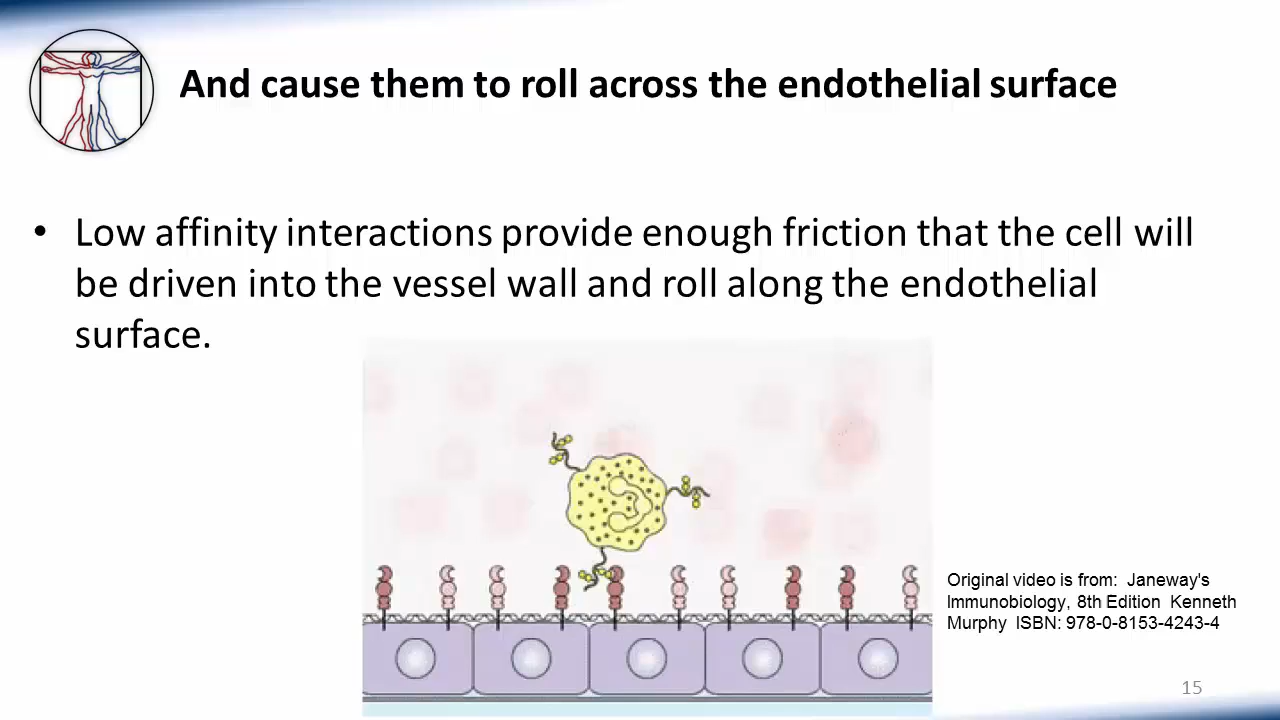 And cause them to roll across the endothelial surface
• Low affinity interactions provide enough friction that the cell will
be driven into the vessel wall and roll along the endothelial
surface.
Original video is from: Janeway's
Immunobiology, 8th Edition Kenneth
Murphy ISBN: 978-0-8153-4243-4
15